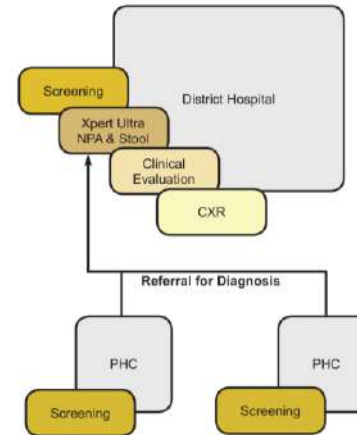 Screening
District Hospital
Xpert Ultra
NPA & Stool
Clinical
Evaluation
CXR
Referral for Diagnosis
PHC
PHC
Screening
Screening